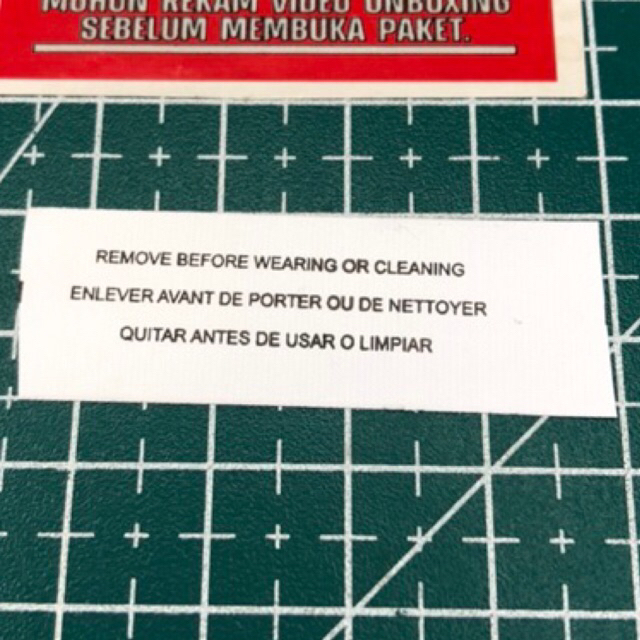 MOHON REKAM VIDEO UNBOXING
SEBELUM MEMBUKA PAKET.
REMOVE BEFORE WEARING OR CLEANING
ENLEVER AVANT DE PORTER OU DE NETTOYER
QUITAR ANTES DE USAR O LIMPIAR